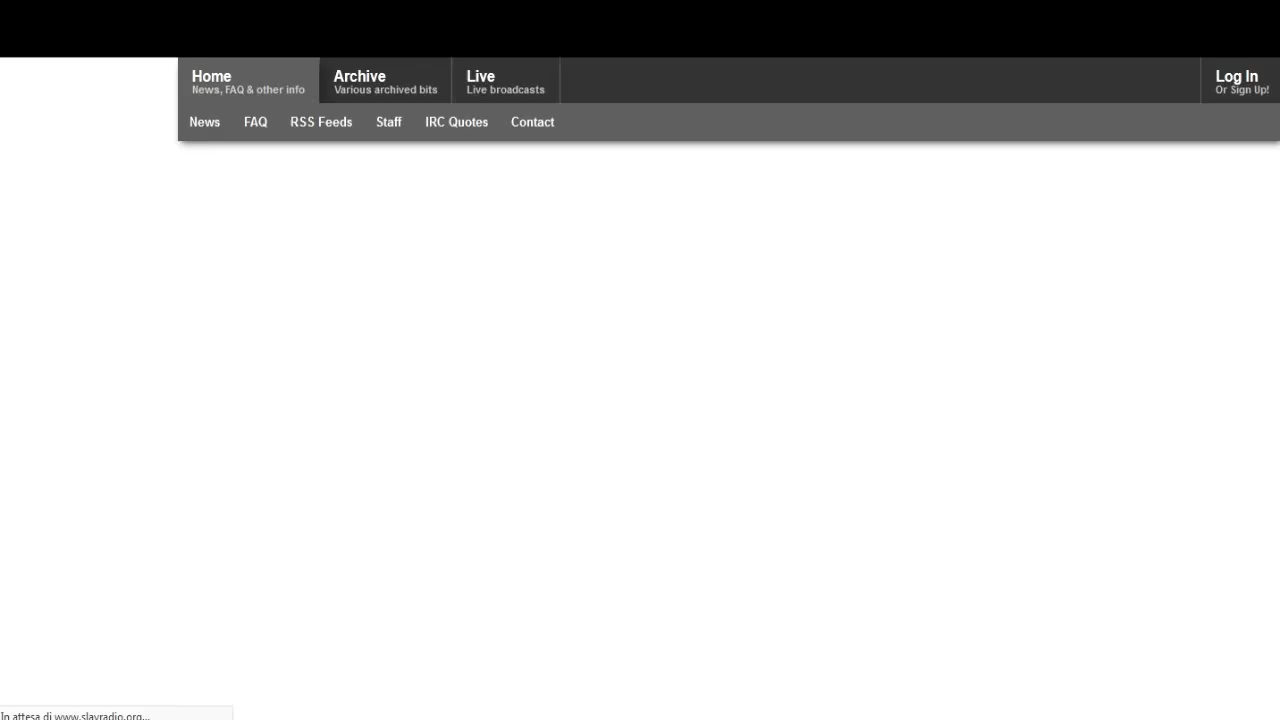 Home
News, FAQ & other info
Archive
Various archived bits
Live
Live broadcasts
Log In
Or Sign Up!
News FAQ RSS Feeds Staff IRC Quotes Contact
In attesa di www.slayradio.org...